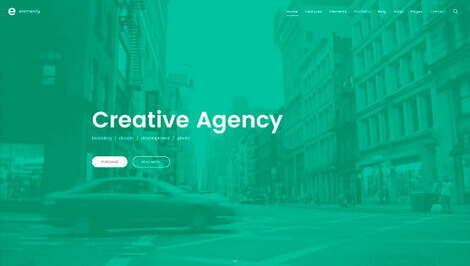 elementy
Home Features Elements Portfolio Blog Shop Pages Contact
Creative Agency
branding / design / development / photo
PURCHASE
READ MORE